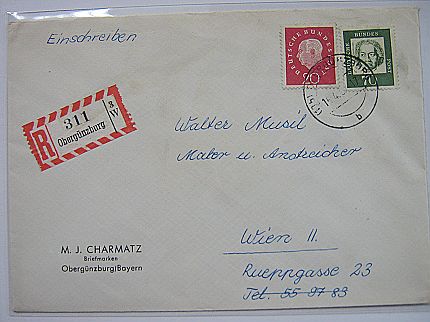 Einschreiben
DEUTSCHE BUNDESPOST
20
DEUTSCHE BUNDESPOST
70
b
R
311
Obergünzburg
a
W
Walter Musil
Maler u. Anstreicher
M. J. CHARMATZ
Briefmarken
Obergünzburg/Bayern
Wien II.
Rueppgasse 23
Tel. 55 97 83